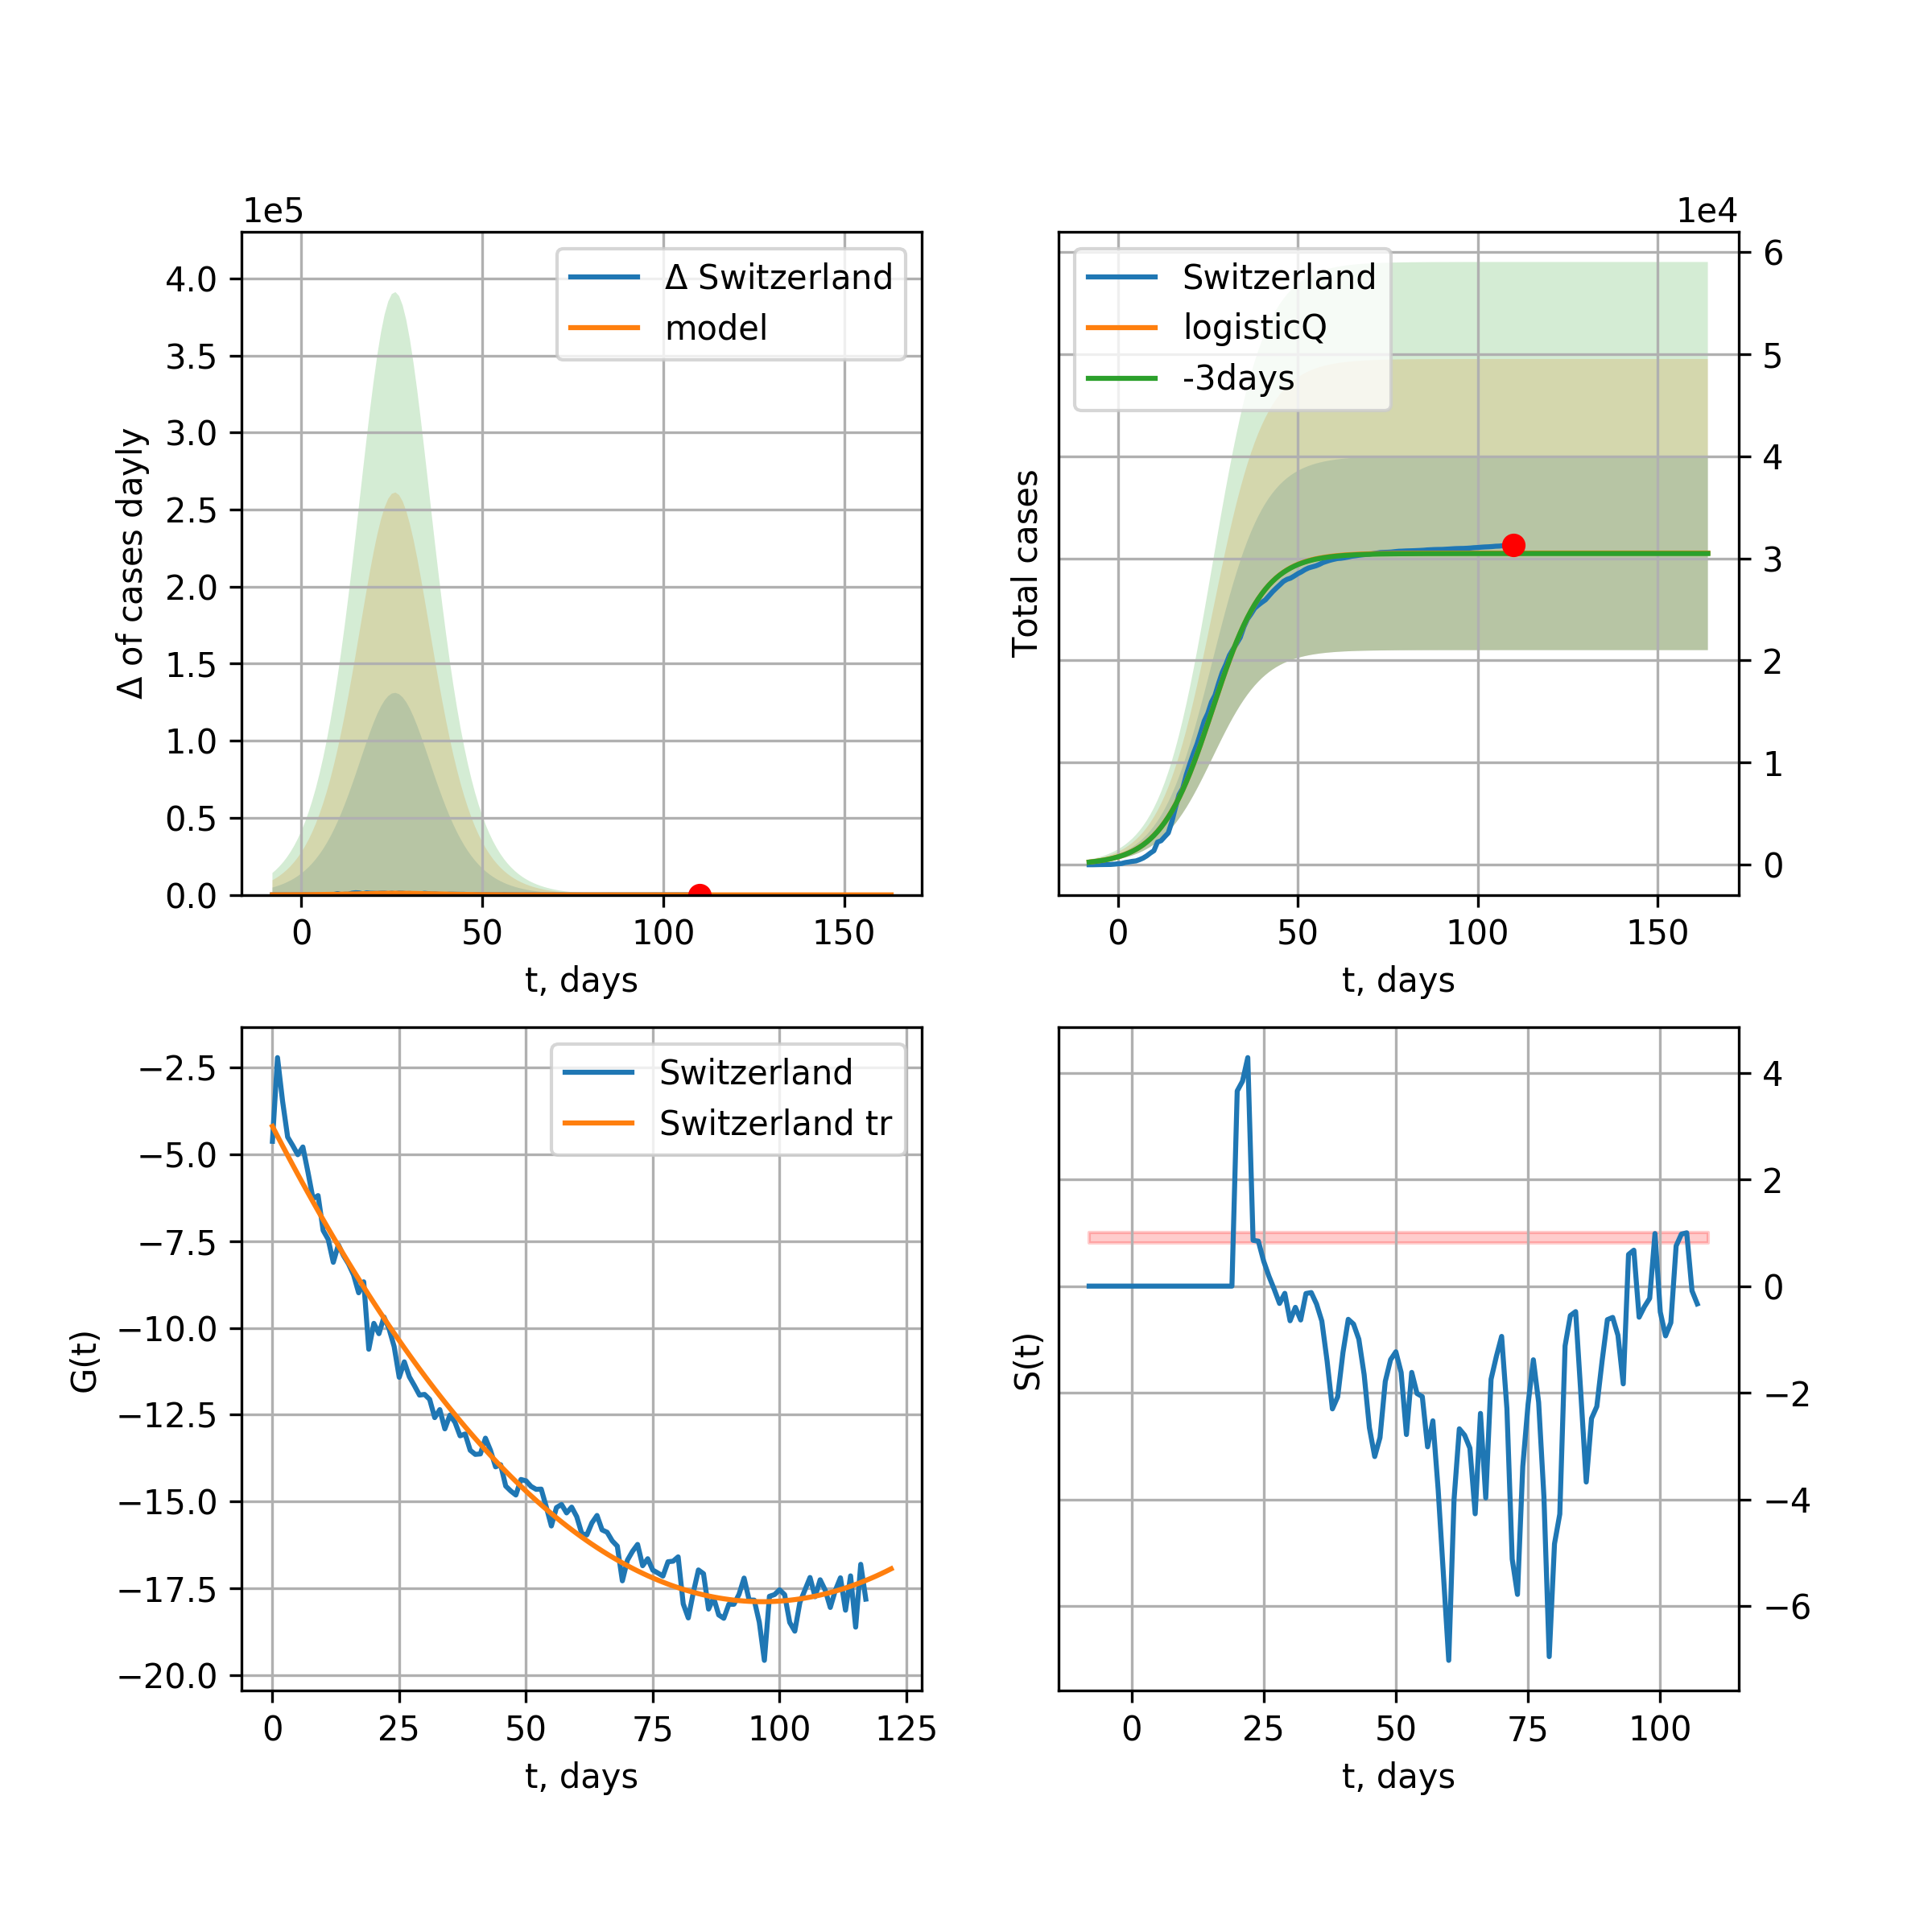 1e5
Δ of cases dayly
4.0
3.5
3.0
2.5
2.0
1.5
1.0
0.5
0.0
Δ Switzerland
model
0 50 100 150
t, days
1e4
Total cases
Switzerland
logisticQ
-3days
6
5
4
3
2
1
0
0 50 100 150
t, days
G(t)
−2.5
−5.0
−7.5
−10.0
−12.5
−15.0
−17.5
−20.0
Switzerland
Switzerland tr
0 25 50 75 100 125
t, days
S(t)
4
2
0
−2
−4
−6
0 25 50 75 100
t, days